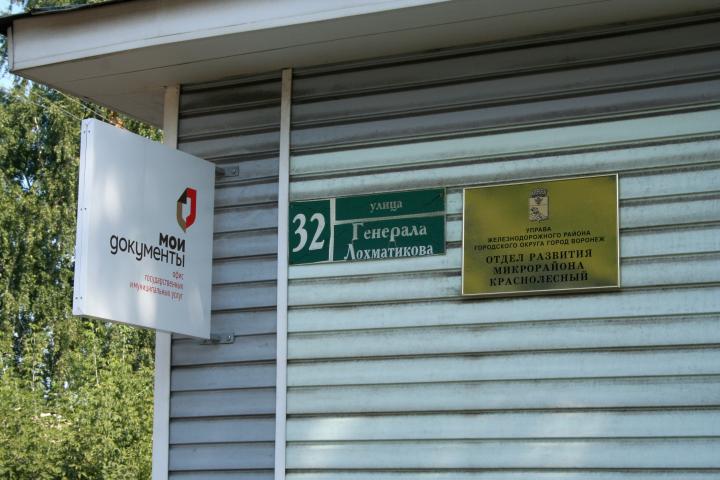 мои
документы
офис
государственных
и муниципальных услуг
32
улица
Генерала
Лохматикова
УПРАВА
ЖЕЛЕЗНОДОРОЖНОГО РАЙОНА
ГОРОДСКОГО ОКРУГА ГОРОД ВОРОНЕЖ
ОТДЕЛ РАЗВИТИЯ
МИКРОРАЙОНА
КРАСНОЛЕСНЫЙ